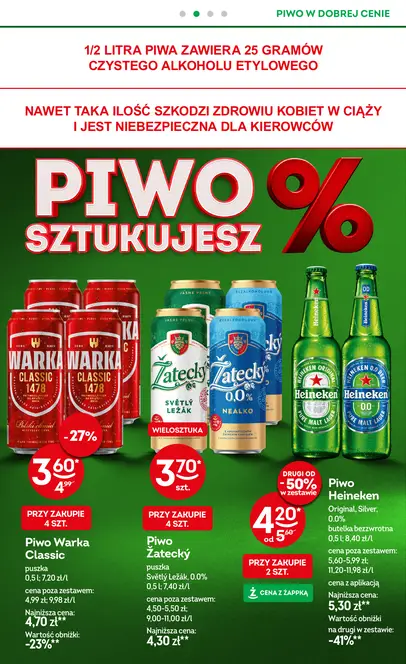 PIWO W DOBREJ CENIE
1/2 LITRA PIWA ZAWIERA 25 GRAMÓW
CZYSTEGO ALKOHOLU ETYLOWEGO
NAWET TAKA ILOŚĆ SZKODZI ZDROWIU KOBIET W CIĄŻY
I JEST NIEBEZPIECZNA DLA KIEROWCÓW
PIWO
SZTUKUJESZ %
WARKA
CLASSIC
1478
WARKA
CLASSIC
1478
Žatecký
SVĚTLÝ
LEŽÁK
Žatecký
0.0%
NEALKO
Heineken
Heineken
0.0
-27%
3,60*
4,99
PRZY ZAKUPIE
4 SZT.
Piwo Warka
Classic
puszka
0,5 l; 7,20 zł/l
cena poza zestawem:
4,99 zł; 9,98 zł/l
Najniższa cena:
4,70 zł**
Wartość obniżki:
-23%**
WIELOSZTUKA
3,70*
szt.
PRZY ZAKUPIE
4 SZT.
Piwo
Žatecký
puszka
Světlý Ležák, 0.0%
0,5 l; 7,40 zł/l
cena poza zestawem:
4,50-5,50 zł;
9,00-11,00 zł/l
Najniższa cena:
4,30 zł**
DRUGI OD
-50%
w zestawie
od 4,20*
5,60
PRZY ZAKUPIE
2 SZT.
CENA Z ŻAPPKĄ
Piwo
Heineken
Original, Silver,
0.0%
butelka bezzwrotna
0,5 l; 8,40 zł/l
cena poza zestawem:
5,60-5,99 zł;
11,20-11,98 zł/l
cena z aplikacją
Najniższa cena:
5,30 zł**
Wartość obniżki
na drugi w zestawie:
-41%**